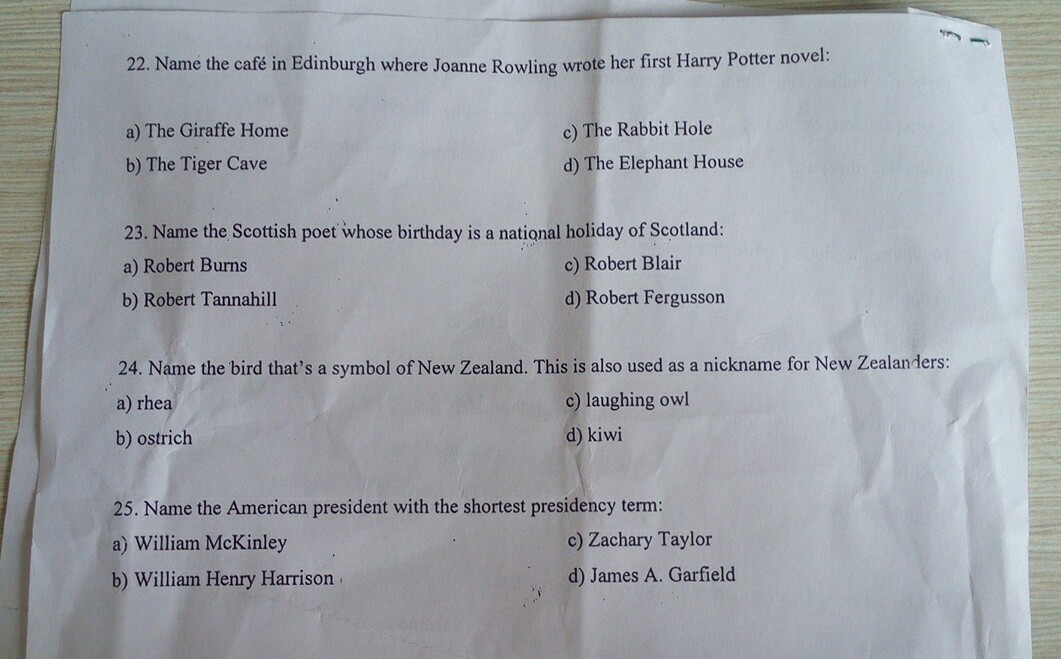 22. Name the café in Edinburgh where Joanne Rowling wrote her first Harry Potter novel:
a) The Giraffe Home
b) The Tiger Cave
c) The Rabbit Hole
d) The Elephant House
23. Name the Scottish poet whose birthday is a national holiday of Scotland:
a) Robert Burns
b) Robert Tannahill
c) Robert Blair
d) Robert Fergusson
24. Name the bird that's a symbol of New Zealand. This is also used as a nickname for New Zealanders:
a) rhea
b) ostrich
c) laughing owl
d) kiwi
25. Name the American president with the shortest presidency term:
a) William McKinley
b) William Henry Harrison
c) Zachary Taylor
d) James A. Garfield